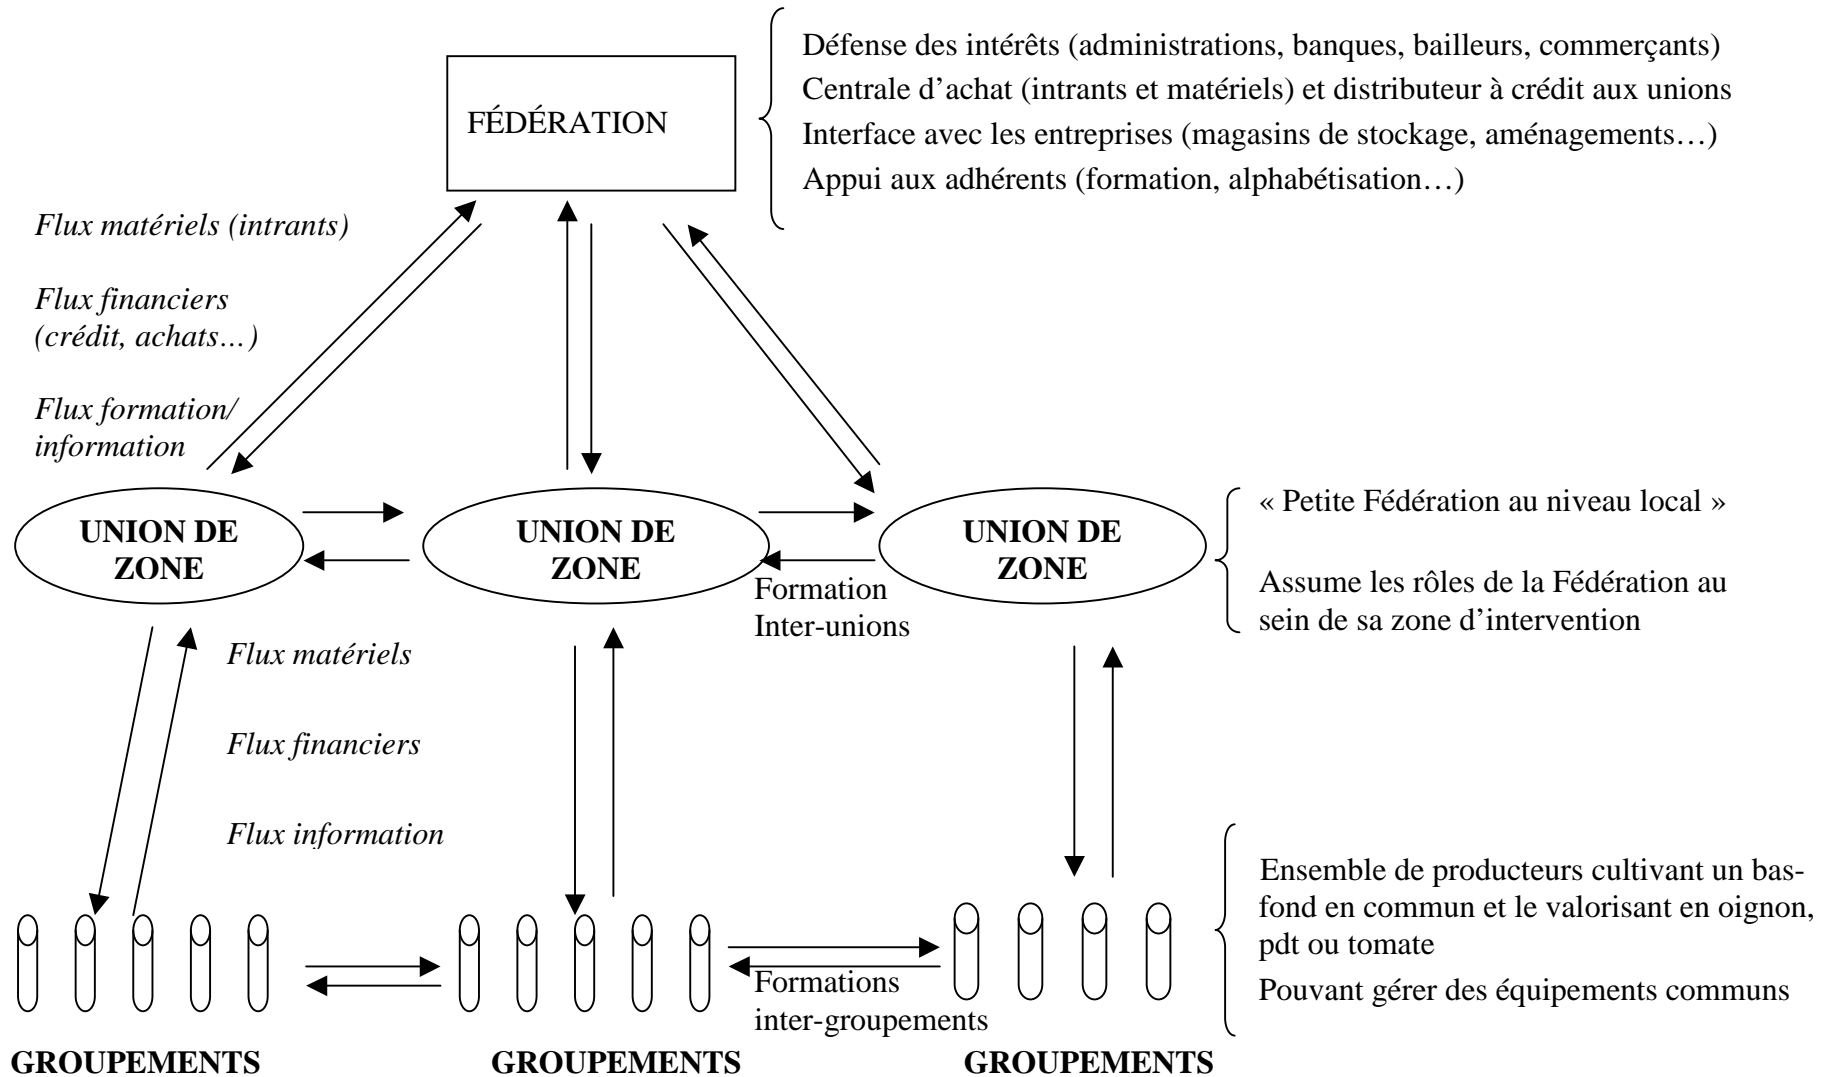 Défense des intérêts (administrations, banques, bailleurs, commerçants)
Centrale d’achat (intrants et matériels) et distributeur à crédit aux unions
FÉDÉRATION
Interface avec les entreprises (magasins de stockage, aménagements…)
Appui aux adhérents (formation, alphabétisation…)
Flux matériels (intrants)
Flux financiers
(crédit, achats…)
Flux formation/
information
UNION DE
ZONE
UNION DE
ZONE
UNION DE
ZONE
« Petite Fédération au niveau local »
Assume les rôles de la Fédération au
sein de sa zone d’intervention
Formation
Inter-unions
Flux matériels
Flux financiers
Flux information
Ensemble de producteurs cultivant un bas-
fond en commun et le valorisant en oignon,
pdt ou tomate
Pouvant gérer des équipements communs
Formations
inter-groupements
GROUPEMENTS
GROUPEMENTS
GROUPEMENTS